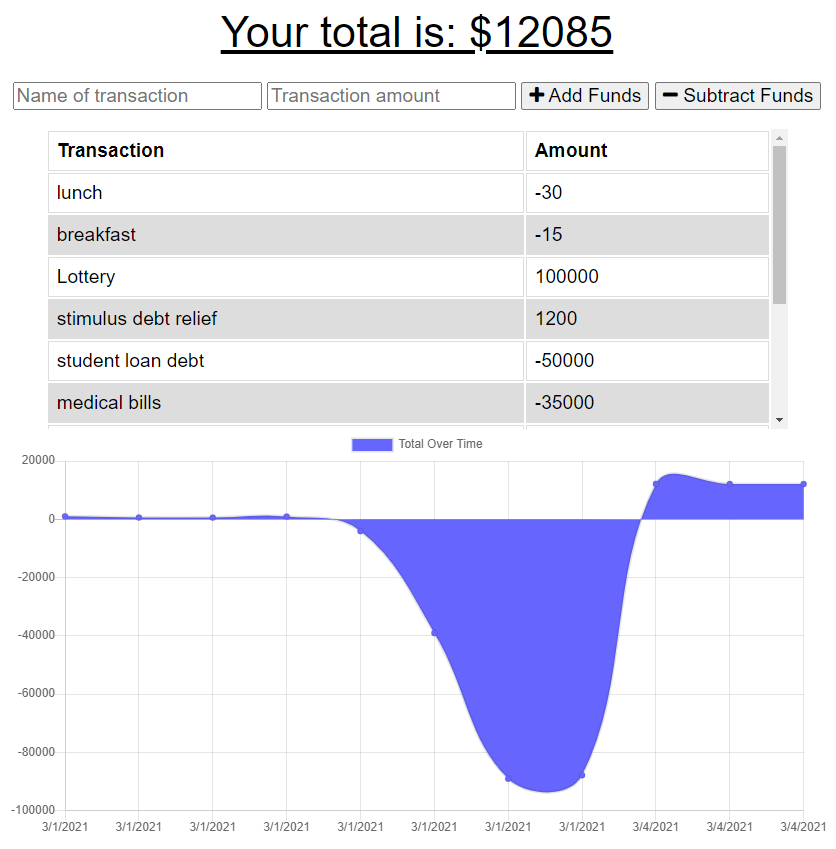 Your total is: $12085
Name of transaction Transaction amount Add Funds Subtract Funds
Transaction Amount
lunch -30
breakfast -15
Lottery 100000
stimulus debt relief 1200
student loan debt -50000
medical bills -35000
Total Over Time
20000
0
-20000
-40000
-60000
-80000
-100000
3/1/2021 3/1/2021 3/1/2021 3/1/2021 3/1/2021 3/1/2021 3/1/2021 3/1/2021 3/4/2021 3/4/2021 3/4/2021